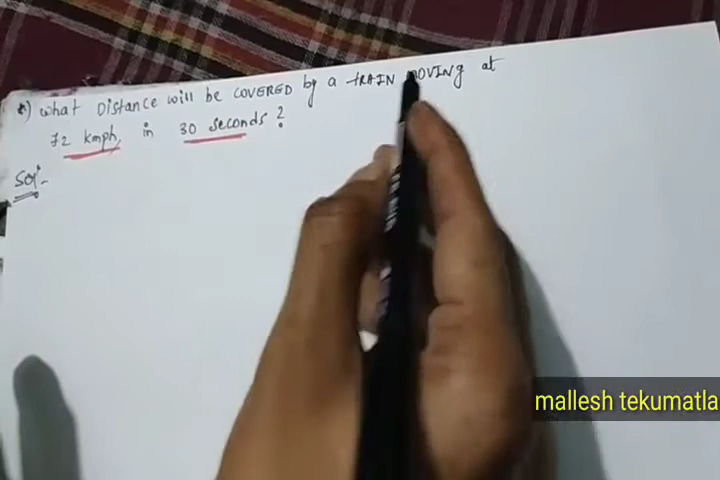 *) what Distance will be COVERED by a TRAIN MOVING at
72 kmph, in 30 seconds ?
Sol:-
mallesh tekumatla